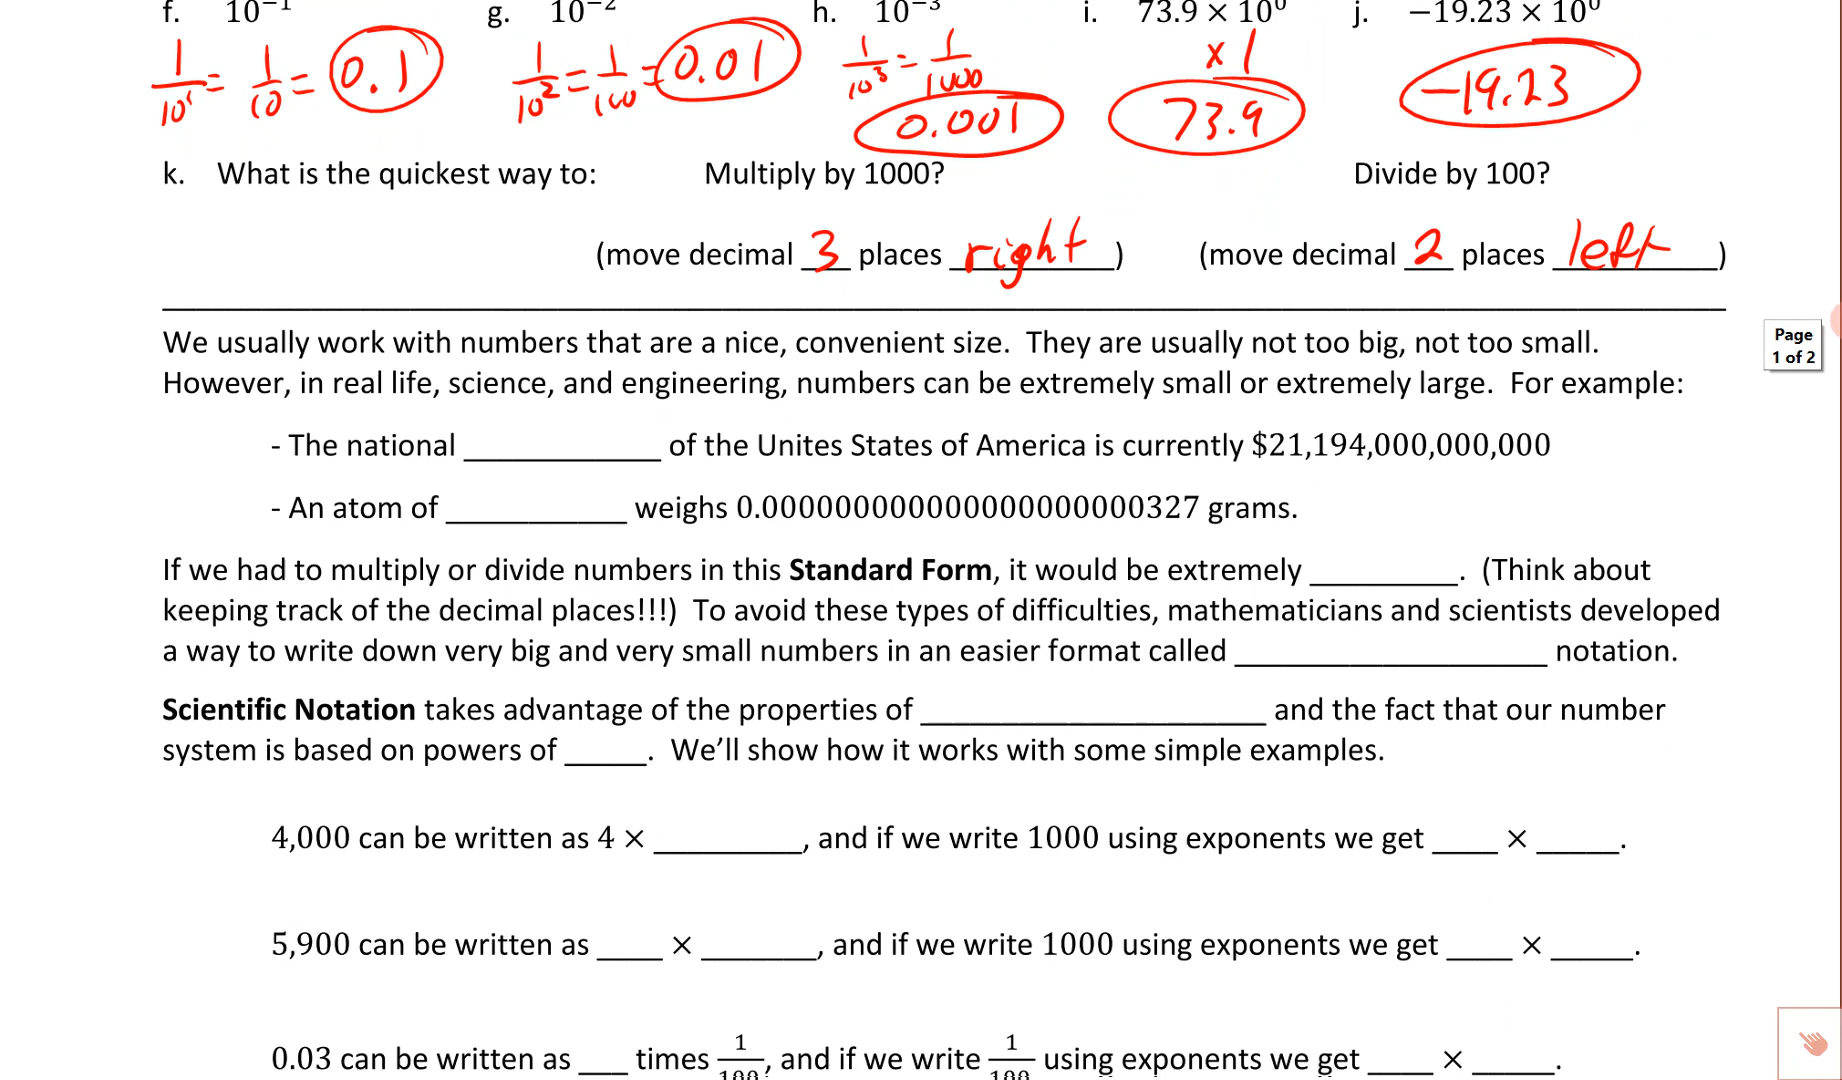 f. 10⁻¹ g. 10⁻² h. 10⁻³ i. 73.9 × 10⁰ j. −19.23 × 10⁰
1/10¹ = 1/10 = 0.1 1/10² = 1/100 = 0.01 1/10³ = 1/1000 × 1 −19.23
0.001 73.9
k. What is the quickest way to: Multiply by 1000? Divide by 100?
(move decimal 3 places right) (move decimal 2 places left)
We usually work with numbers that are a nice, convenient size. They are usually not too big, not too small.
However, in real life, science, and engineering, numbers can be extremely small or extremely large. For example:
- The national ____________ of the Unites States of America is currently $21,194,000,000,000
- An atom of ___________ weighs 0.000000000000000000000000327 grams.
If we had to multiply or divide numbers in this Standard Form, it would be extremely _________. (Think about
keeping track of the decimal places!!!) To avoid these types of difficulties, mathematicians and scientists developed
a way to write down very big and very small numbers in an easier format called ___________________ notation.
Scientific Notation takes advantage of the properties of _____________________ and the fact that our number
system is based on powers of _____. We’ll show how it works with some simple examples.
4,000 can be written as 4 × _________, and if we write 1000 using exponents we get ____ × _____.
5,900 can be written as ____ × _______, and if we write 1000 using exponents we get ____ × _____.
0.03 can be written as ___ times 1/100, and if we write 1/100 using exponents we get ____ × _____.
Page
1 of 2